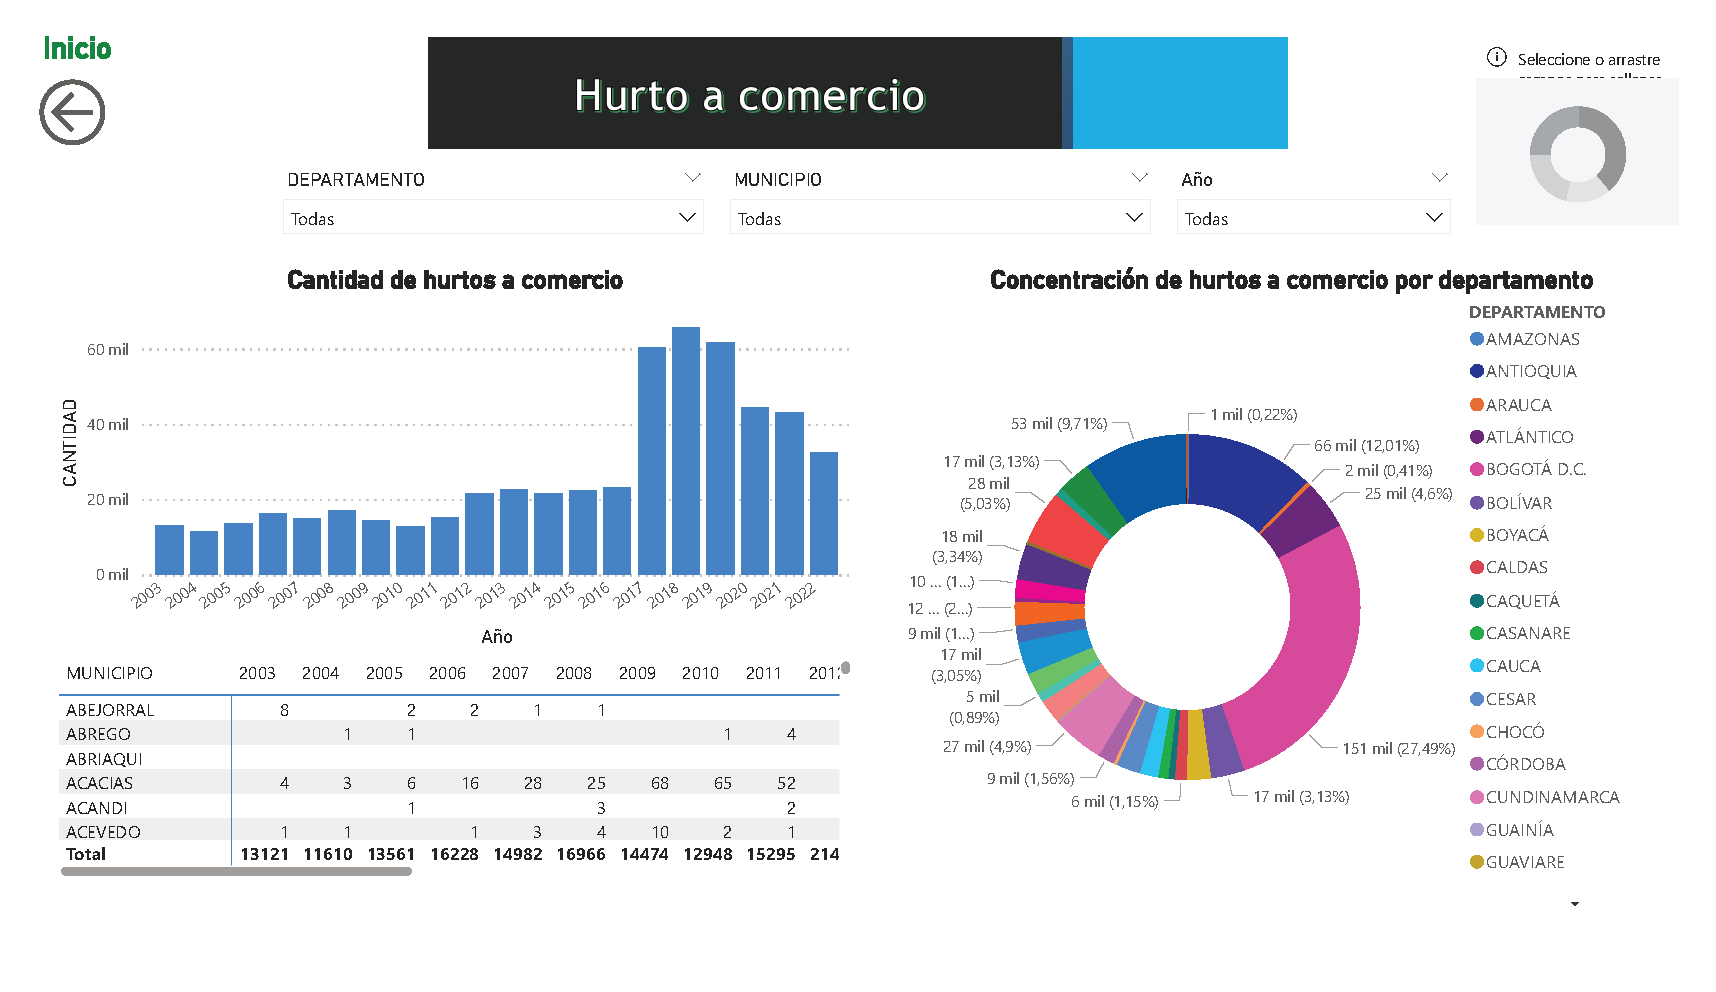 Inicio
Hurto a comercio
Seleccione o arrastre
DEPARTAMENTO
Todas
MUNICIPIO
Todas
Año
Todas
Cantidad de hurtos a comercio
CANTIDAD
60 mil
40 mil
20 mil
0 mil
2003 2004 2005 2006 2007 2008 2009 2010 2011 2012 2013 2014 2015 2016 2017 2018 2019 2020 2021 2022
Año
MUNICIPIO 2003 2004 2005 2006 2007 2008 2009 2010 2011
ABEJORRAL 8 2 2 1 1
ABREGO 1 1 1 4
ABRIAQUI
ACACIAS 4 3 6 16 28 25 68 65 52
ACANDI 1 3 2
ACEVEDO 1 1 1 3 4 10 2 1
Total 13121 11610 13561 16228 14982 16966 14474 12948 15295 214
Concentración de hurtos a comercio por departamento
1 mil (0,22%)
66 mil (12,01%)
2 mil (0,41%)
25 mil (4,6%)
151 mil (27,49%)
17 mil (3,13%)
6 mil (1,15%)
9 mil (1,56%)
27 mil (4,9%)
5 mil
(0,89%)
17 mil
(3,05%)
9 mil (1...)
12 ... (2...)
10 ... (1...)
18 mil
(3,34%)
28 mil
(5,03%)
17 mil (3,13%)
53 mil (9,71%)
DEPARTAMENTO
AMAZONAS
ANTIOQUIA
ARAUCA
ATLÁNTICO
BOGOTÁ D.C.
BOLÍVAR
BOYACÁ
CALDAS
CAQUETÁ
CASANARE
CAUCA
CESAR
CHOCÓ
CÓRDOBA
CUNDINAMARCA
GUAINÍA
GUAVIARE